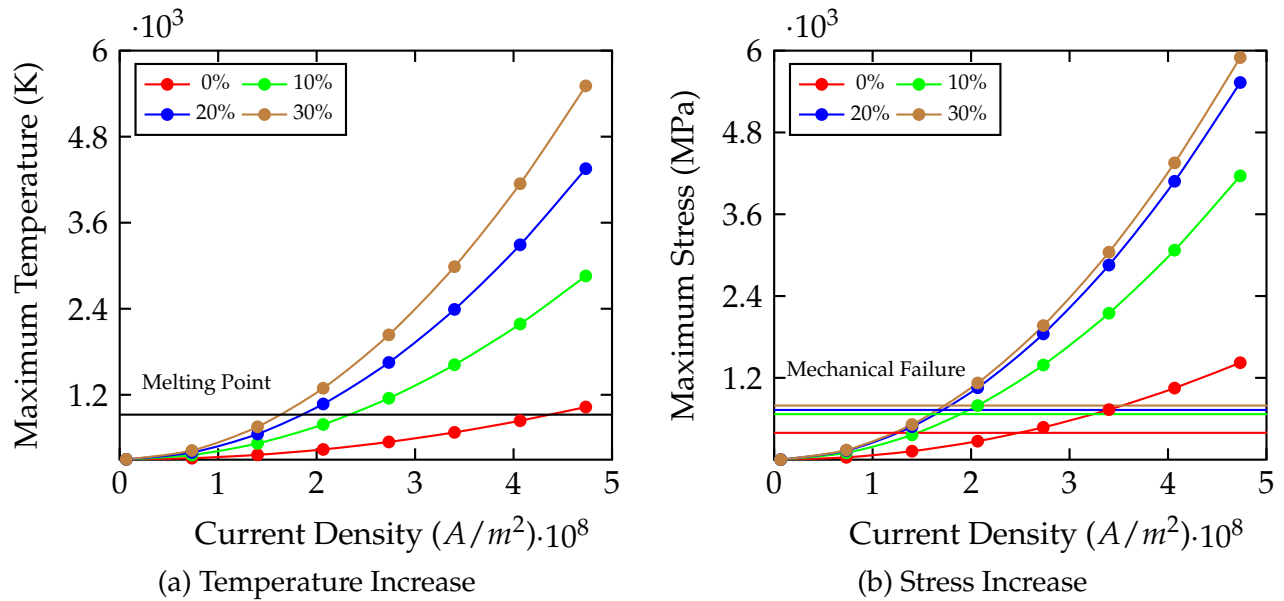 ·10³
6
4.8
3.6
2.4
1.2
Maximum Temperature (K)
0% 10%
20% 30%
Melting Point
0 1 2 3 4 5
Current Density (A/m²)·10⁸
(a) Temperature Increase
·10³
6
4.8
3.6
2.4
1.2
Maximum Stress (MPa)
0% 10%
20% 30%
Mechanical Failure
0 1 2 3 4 5
Current Density (A/m²)·10⁸
(b) Stress Increase